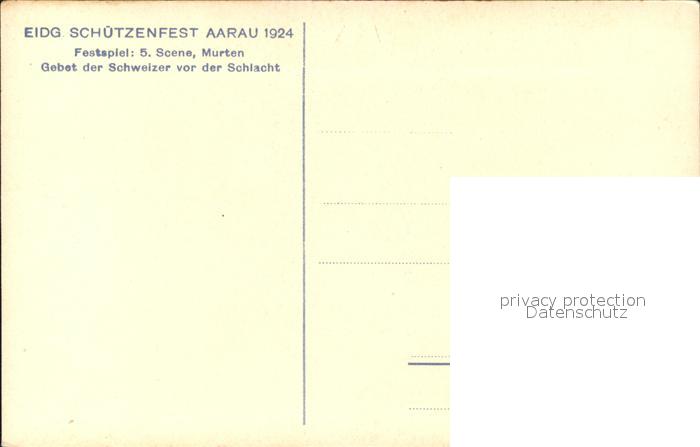 EIDG. SCHÜTZENFEST AARAU 1924
Festspiel: 5. Scene, Murten
Gebet der Schweizer vor der Schlacht
privacy protection
Datenschutz